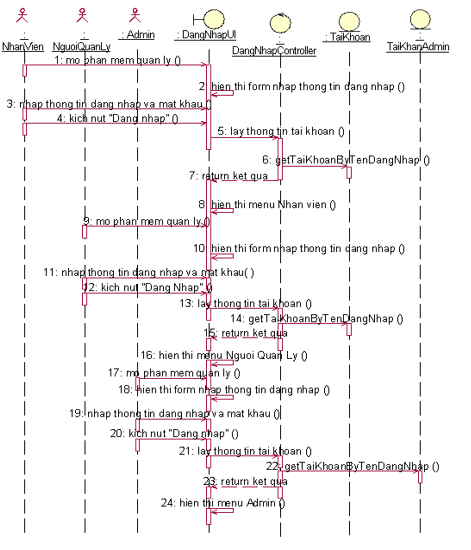 : NhanVien
: NguoiQuanLy
: Admin
: DangNhapUI
: DangNhapController
: TaiKhoan
: TaiKhanAdmin
1: mo phan mem quan ly ()
2: hien thi form nhap thong tin dang nhap ()
3: nhap thong tin dang nhap va mat khau ()
4: kich nut "Dang nhap" ()
5: lay thong tin tai khoan ()
6: getTaiKhoanByTenDangNhap ()
7: return ket qua
8: hien thi menu Nhan vien ()
9: mo phan mem quan ly ()
10: hien thi form nhap thong tin dang nhap ()
11: nhap thong tin dang nhap va mat khau( )
12: kich nut "Dang Nhap" ()
13: lay thong tin tai khoan ()
14: getTaiKhoanByTenDangNhap ()
15: return ket qua
16: hien thi menu Nguoi Quan Ly ()
17: mo phan mem quan ly ()
18: hien thi form nhap thong tin dang nhap ()
19: nhap thong tin dang nhap va mat khau ()
20: kich nut "Dang nhap" ()
21: lay thong tin tai khoan ()
22: getTaiKhoanByTenDangNhap ()
23: return ket qua
24: hien thi menu Admin ()